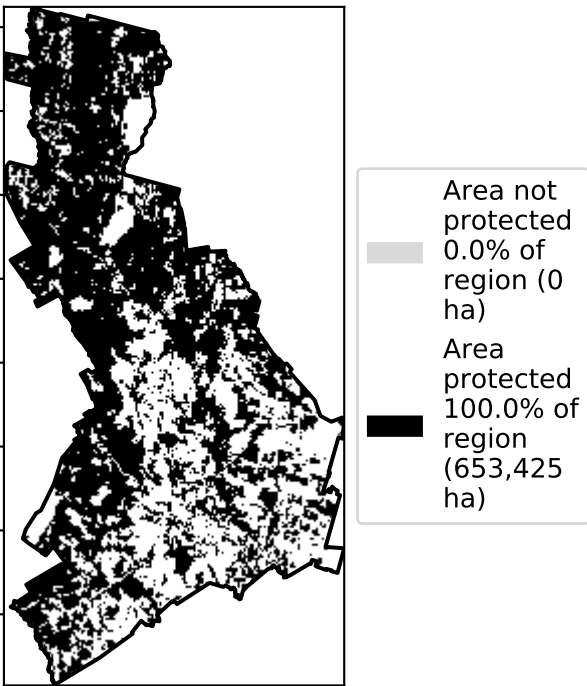 Area not
protected
0.0% of
region (0
ha)
Area
protected
100.0% of
region
(653,425
ha)